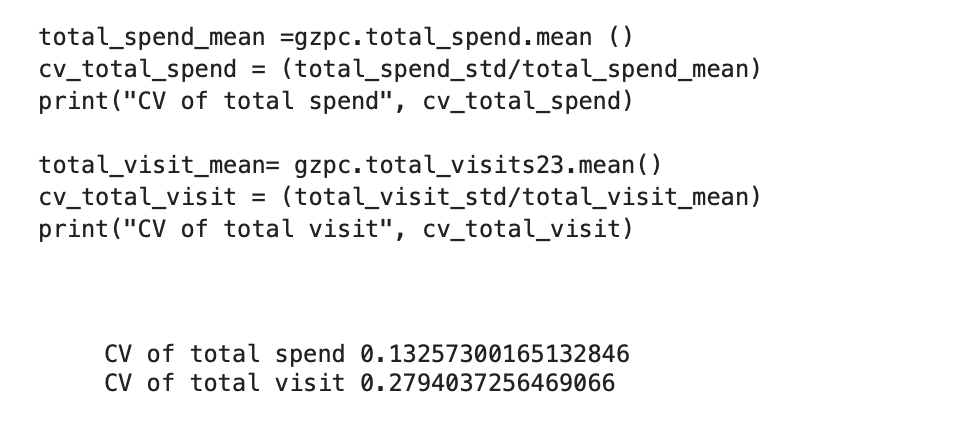 total_spend_mean =gzpc.total_spend.mean ()
cv_total_spend = (total_spend_std/total_spend_mean)
print("CV of total spend", cv_total_spend)
total_visit_mean= gzpc.total_visits23.mean()
cv_total_visit = (total_visit_std/total_visit_mean)
print("CV of total visit", cv_total_visit)
CV of total spend 0.13257300165132846
CV of total visit 0.2794037256469066